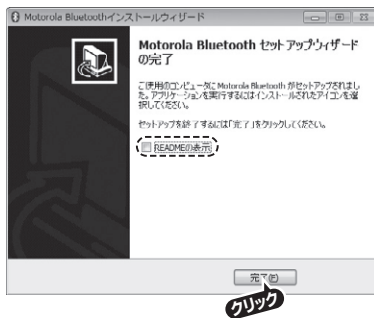 Motorola Bluetoothインストールウィザード
Motorola Bluetooth セットアップウィザード
の完了
ご使用のコンピュータに Motorola Bluetooth がセットアップされまし
た。アプリケーションを実行するにはインストールされたアイコンを選
択してください。
セットアップを終了するには「完了」をクリックしてください。
READMEの表示
完了(F)
クリック